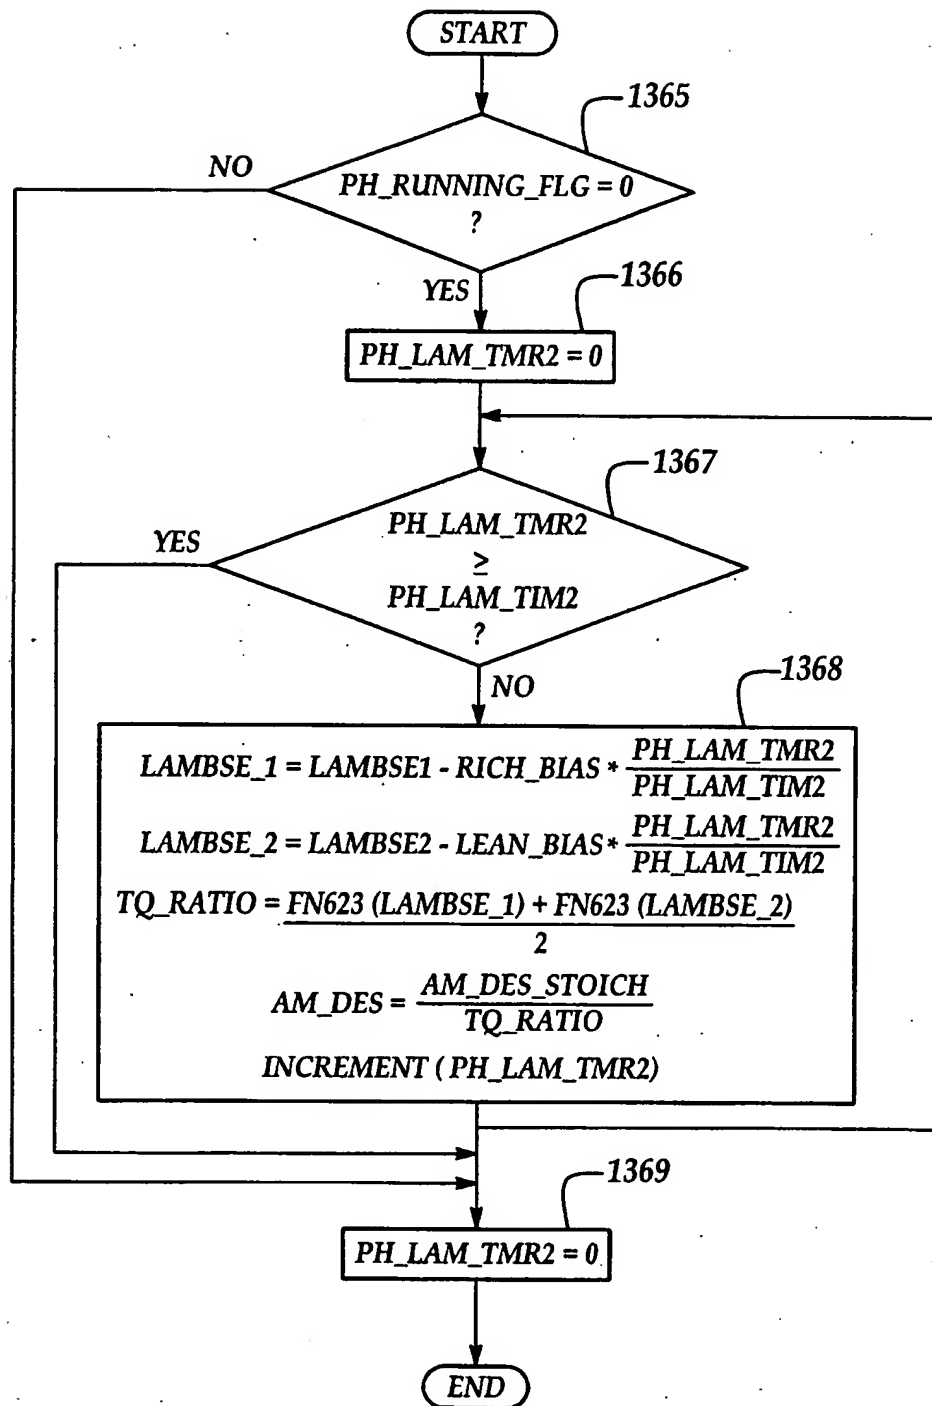 START
1365
NO
PH_RUNNING_FLG = 0
?
YES
1366
PH_LAM_TMR2 = 0
1367
PH_LAM_TMR2
≥
PH_LAM_TIM2
?
YES
NO
1368
LAMBSE_1 = LAMBSE1 - RICH_BIAS * PH_LAM_TMR2 / PH_LAM_TIM2
LAMBSE_2 = LAMBSE2 - LEAN_BIAS * PH_LAM_TMR2 / PH_LAM_TIM2
TQ_RATIO = FN623 (LAMBSE_1) + FN623 (LAMBSE_2) / 2
AM_DES = AM_DES_STOICH / TQ_RATIO
INCREMENT ( PH_LAM_TMR2)
1369
PH_LAM_TMR2 = 0
END